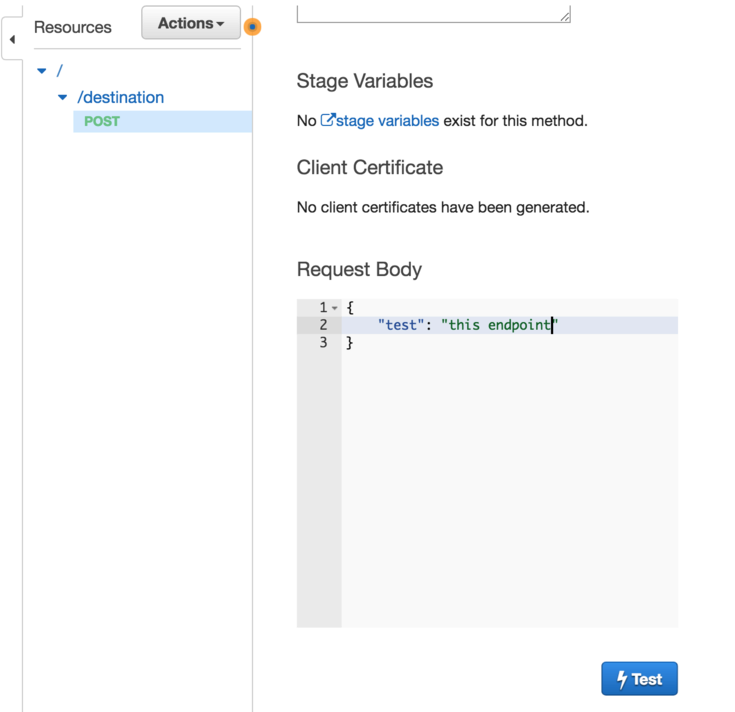 Resources
Actions
/
/destination
POST
Stage Variables
No stage variables exist for this method.
Client Certificate
No client certificates have been generated.
Request Body
1 {
2 "test": "this endpoint"
3 }
Test